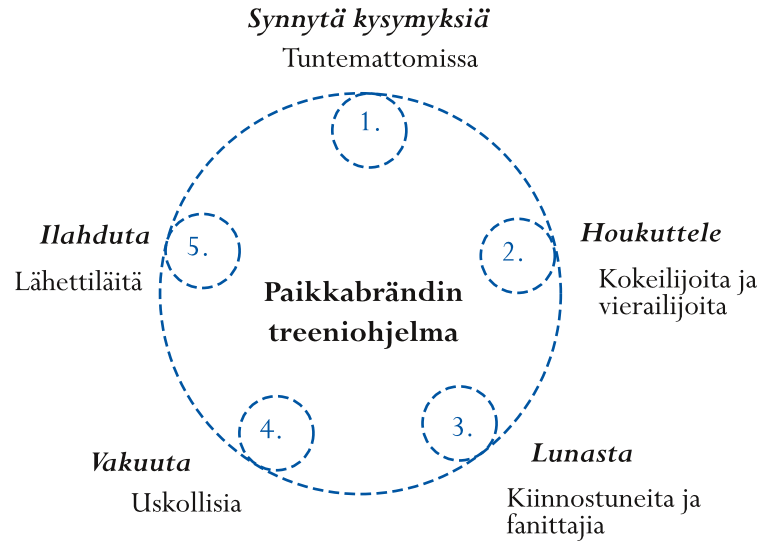 Synnytä kysymyksiä
Tuntemattomissa
1.
2.
Houkuttele
Kokeilijoita ja
vierailijoita
3.
Lunasta
Kiinnostuneita ja
fanittajia
4.
Vakuuta
Uskollisia
5.
Ilahduta
Lähettiläitä
Paikkabrändin
treeniohjelma